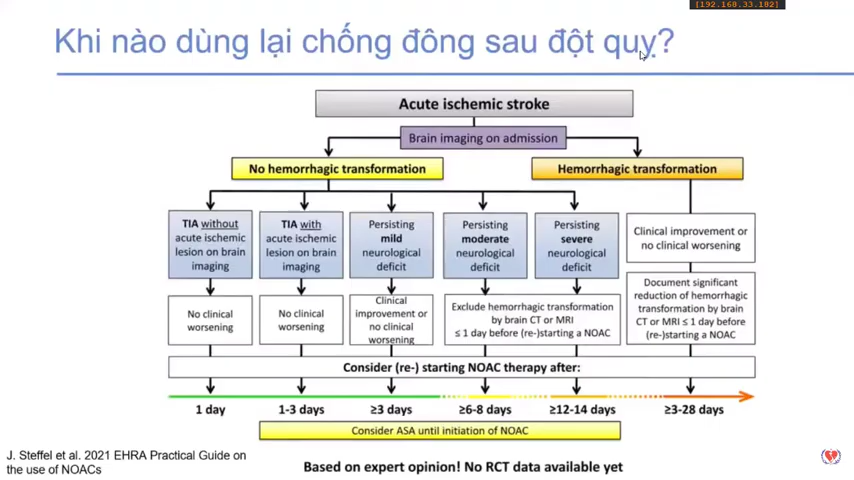 [192.168.33.182]
Khi nào dùng lại chống đông sau đột quỵ?
Acute ischemic stroke
Brain imaging on admission
No hemorrhagic transformation
Hemorrhagic transformation
TIA without
acute ischemic
lesion on brain
imaging
TIA with
acute ischemic
lesion on brain
imaging
Persisting
mild
neurological
deficit
Persisting
moderate
neurological
deficit
Persisting
severe
neurological
deficit
Clinical improvement or
no clinical worsening
No clinical
worsening
No clinical
worsening
Clinical
improvement or
no clinical
worsening
Exclude hemorrhagic transformation
by brain CT or MRI
≤ 1 day before (re-)starting a NOAC
Document significant
reduction of hemorrhagic
transformation by brain
CT or MRI ≤ 1 day before
(re-)starting a NOAC
Consider (re-) starting NOAC therapy after:
1 day
1-3 days
≥3 days
≥6-8 days
≥12-14 days
≥3-28 days
Consider ASA until initiation of NOAC
J. Steffel et al. 2021 EHRA Practical Guide on
the use of NOACs
Based on expert opinion! No RCT data available yet